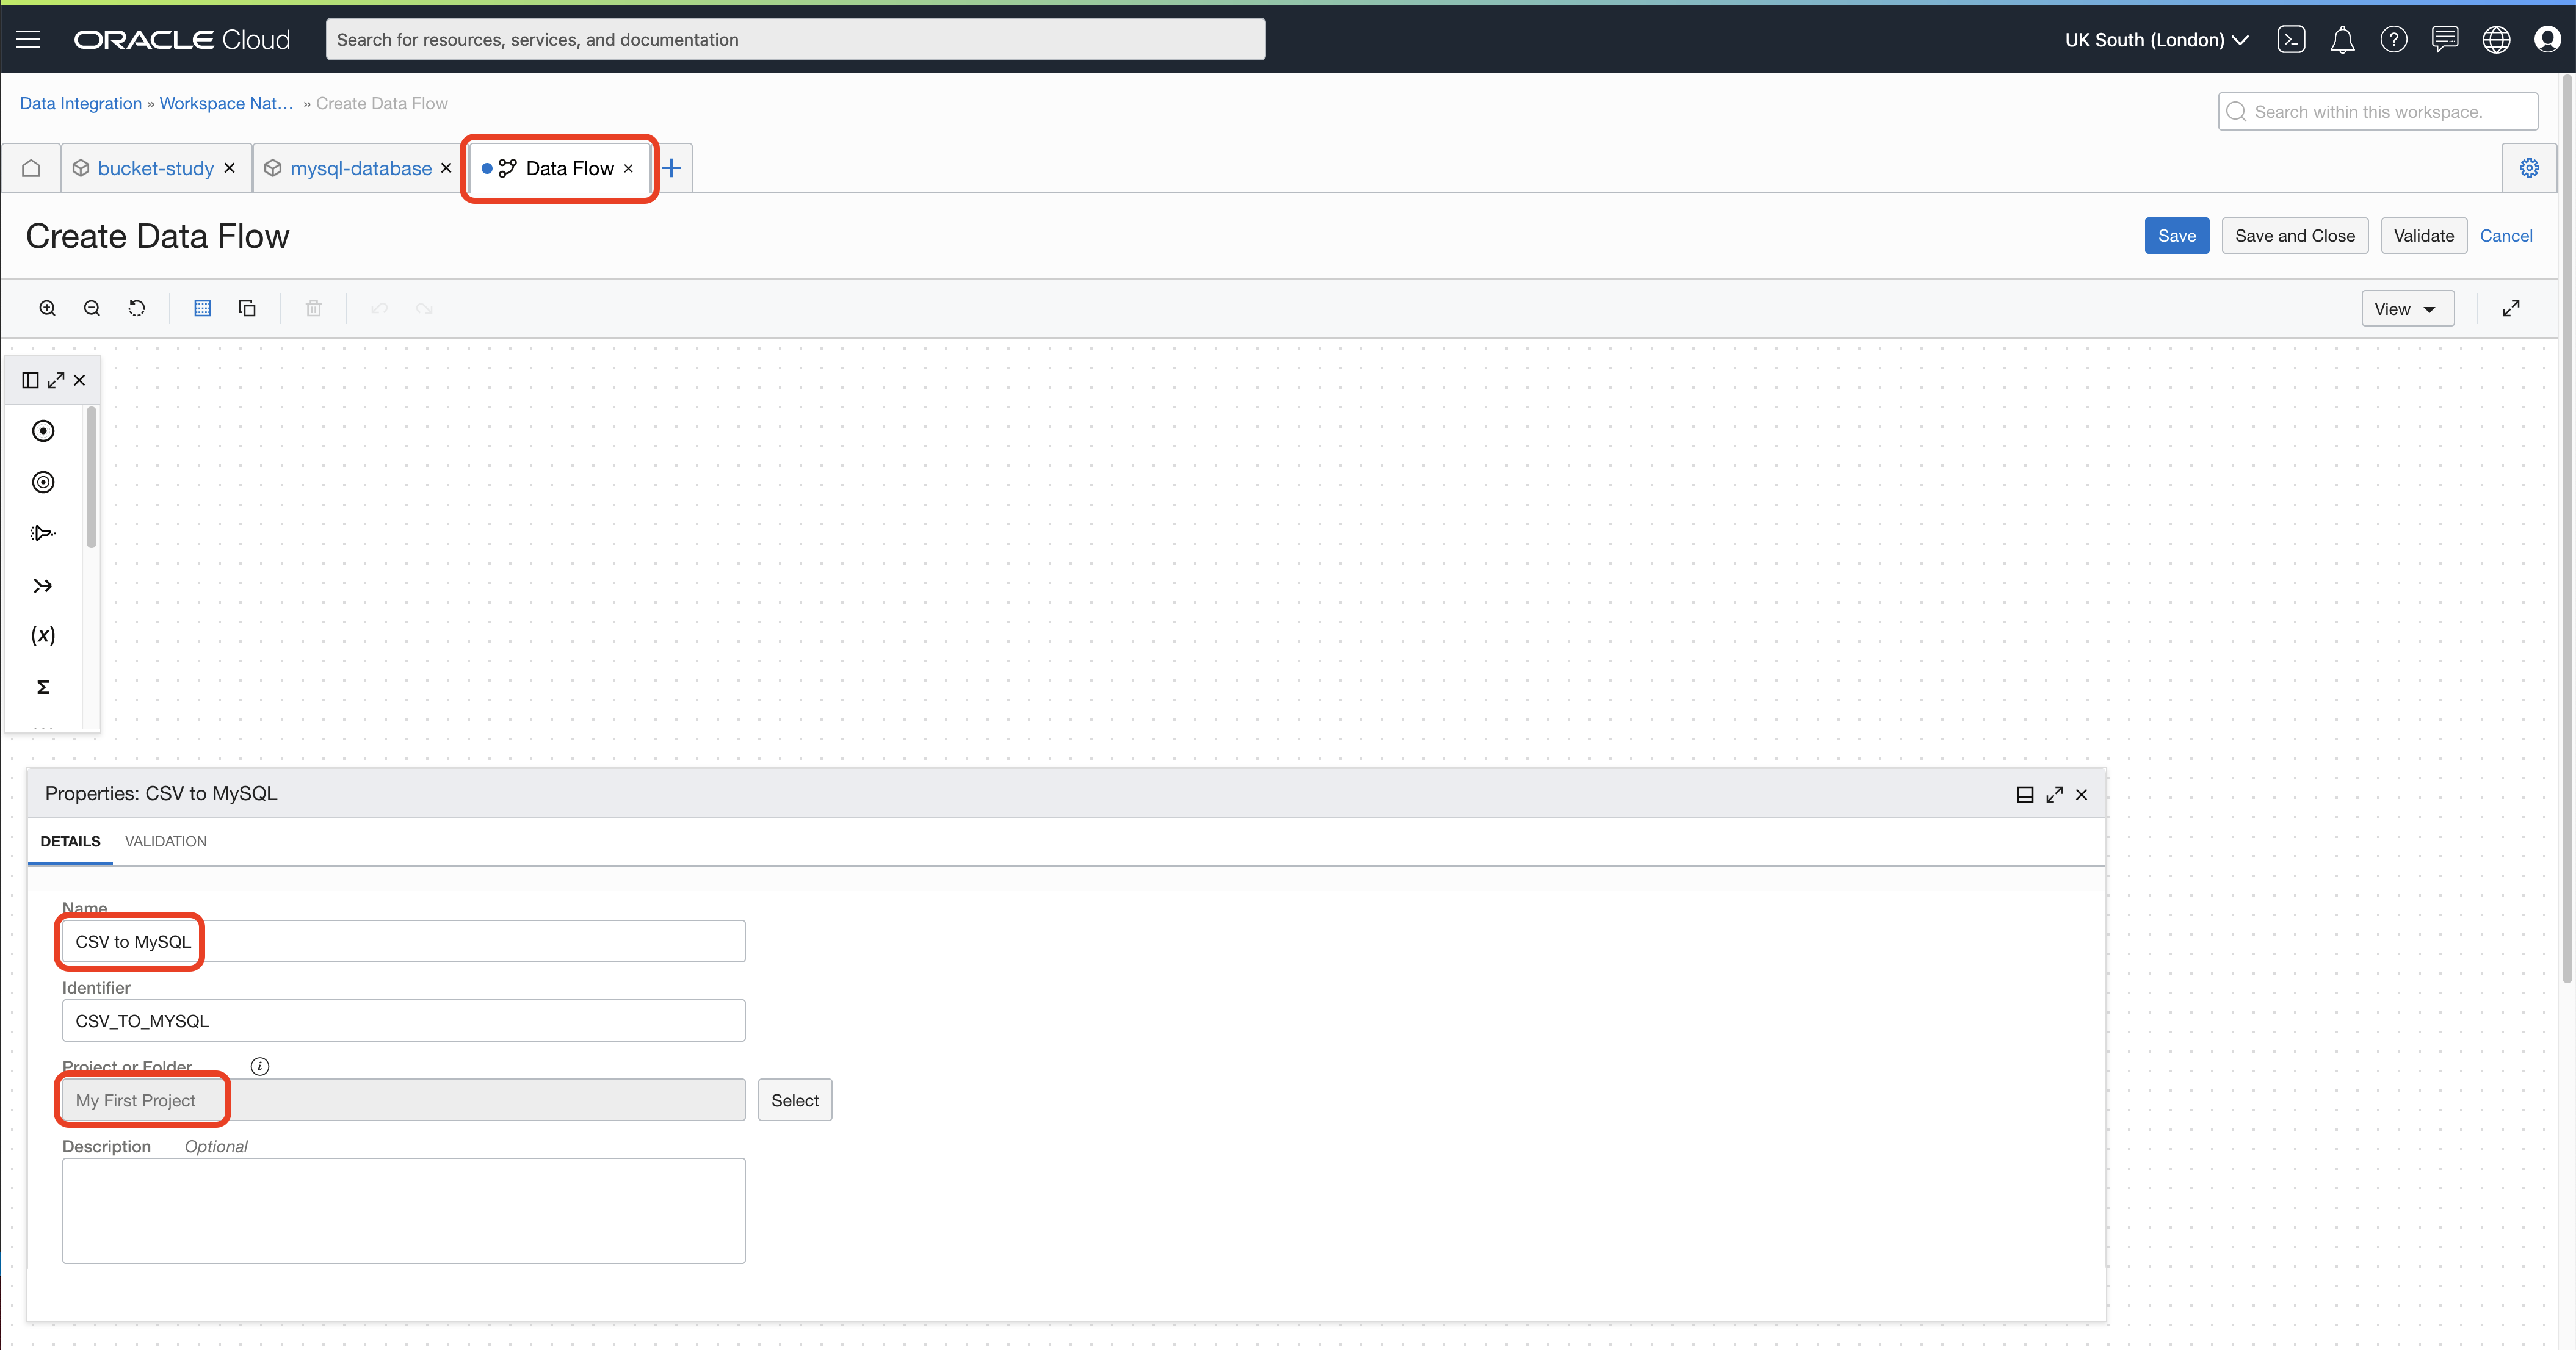 ORACLE Cloud
Search for resources, services, and documentation
UK South (London)
Data Integration » Workspace Nat... » Create Data Flow
Search within this workspace.
bucket-study
mysql-database
Data Flow
Create Data Flow
Save
Save and Close
Validate
Cancel
View
(x)
Σ
Properties: CSV to MySQL
DETAILS
VALIDATION
Name
CSV to MySQL
Identifier
CSV_TO_MYSQL
Project or Folder
My First Project
Select
Description Optional